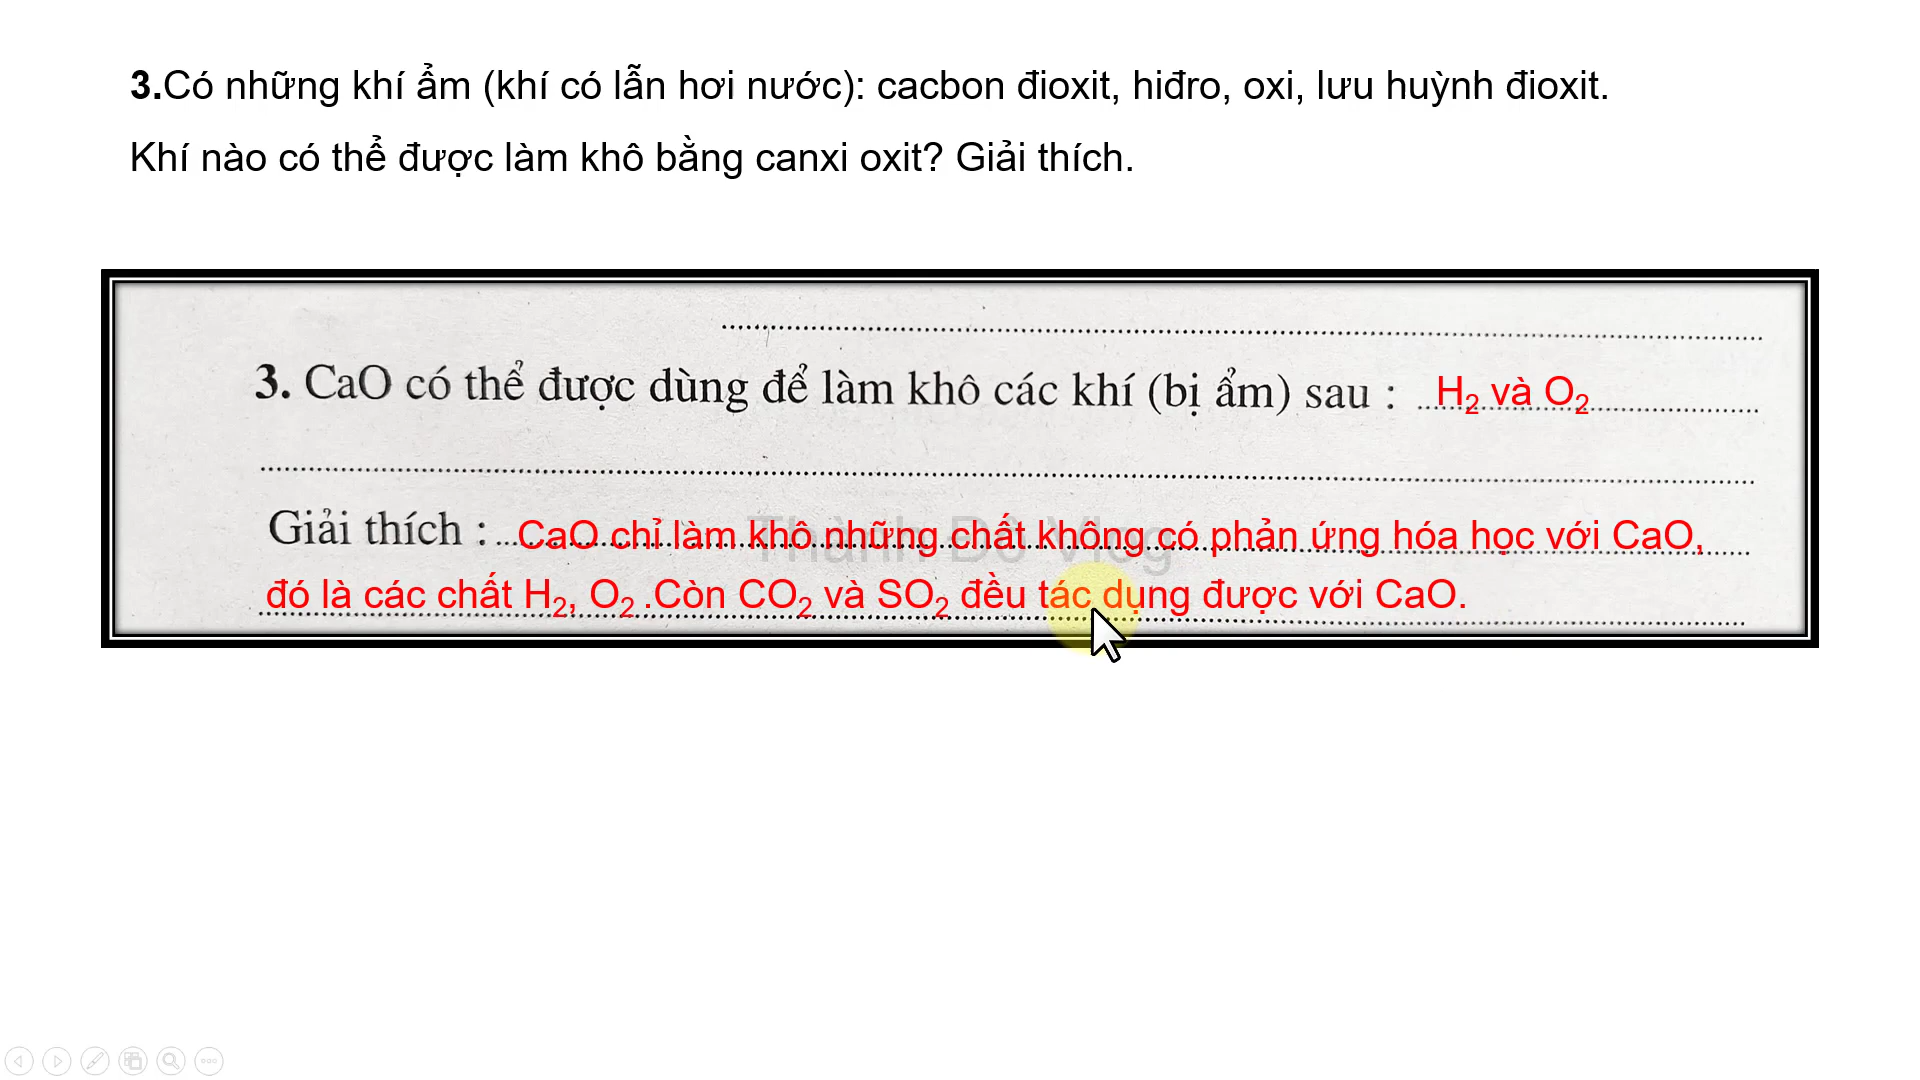 3.Có những khí ẩm (khí có lẫn hơi nước): cacbon đioxit, hiđro, oxi, lưu huỳnh đioxit.
Khí nào có thể được làm khô bằng canxi oxit? Giải thích.
3. CaO có thể được dùng để làm khô các khí (bị ẩm) sau : H₂ và O₂
Giải thích : CaO chỉ làm khô những chất không có phản ứng hóa học với CaO,
Thành Đô Vlog
đó là các chất H₂, O₂ .Còn CO₂ và SO₂ đều tác dụng được với CaO.